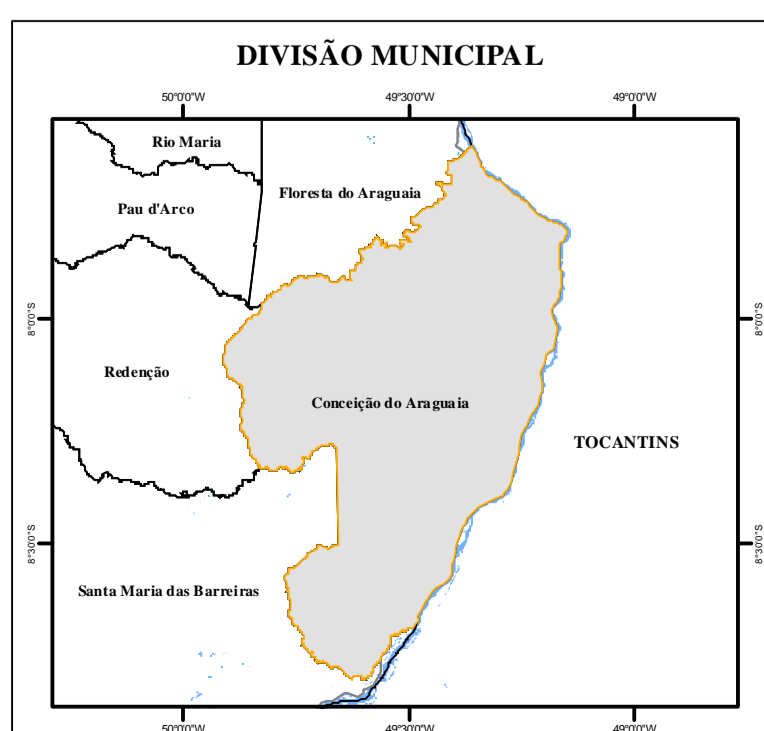 DIVISÃO MUNICIPAL
50°0'0"W 49°30'0"W 49°0'0"W
Rio Maria
Floresta do Araguaia
Pau d'Arco
8°0'0"S 8°0'0"S
Redenção
Conceição do Araguaia
TOCANTINS
8°30'0"S 8°30'0"S
Santa Maria das Barreiras
50°0'0"W 49°30'0"W 49°0'0"W